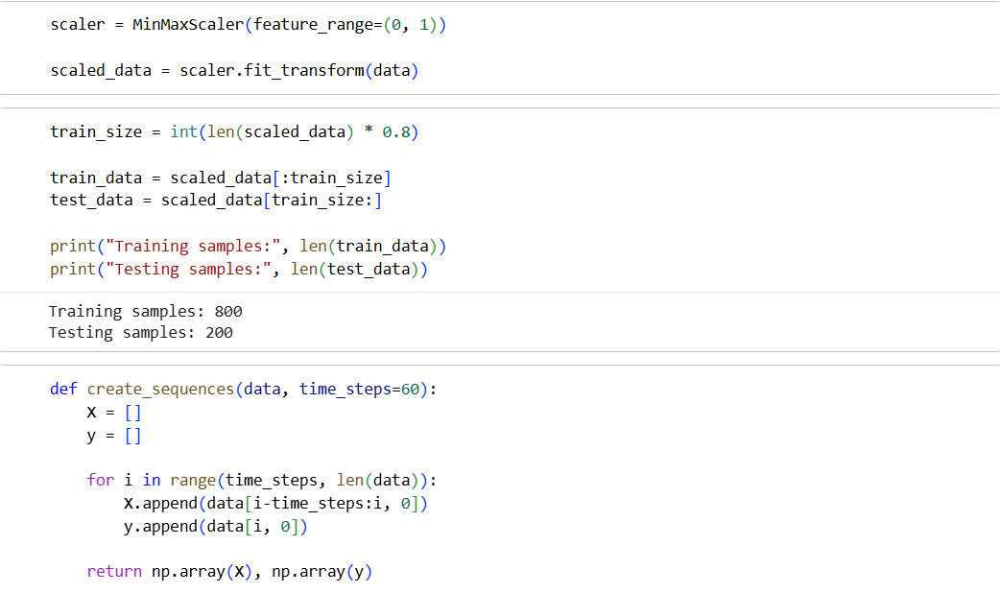 scaler = MinMaxScaler(feature_range=(0, 1))
scaled_data = scaler.fit_transform(data)
train_size = int(len(scaled_data) * 0.8)
train_data = scaled_data[:train_size]
test_data = scaled_data[train_size:]
print("Training samples:", len(train_data))
print("Testing samples:", len(test_data))
Training samples: 800
Testing samples: 200
def create_sequences(data, time_steps=60):
    X = []
    y = []
    for i in range(time_steps, len(data)):
        X.append(data[i-time_steps:i, 0])
        y.append(data[i, 0])
    return np.array(X), np.array(y)